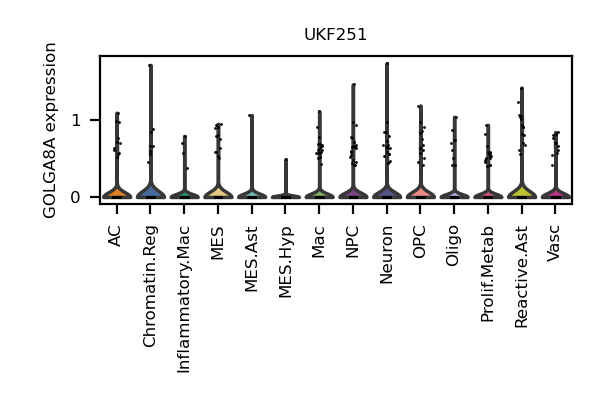 UKF251
GOLGA8A expression
1
0
AC
Chromatin.Reg
Inflammatory.Mac
MES
MES.Ast
MES.Hyp
Mac
NPC
Neuron
OPC
Oligo
Prolif.Metab
Reactive.Ast
Vasc